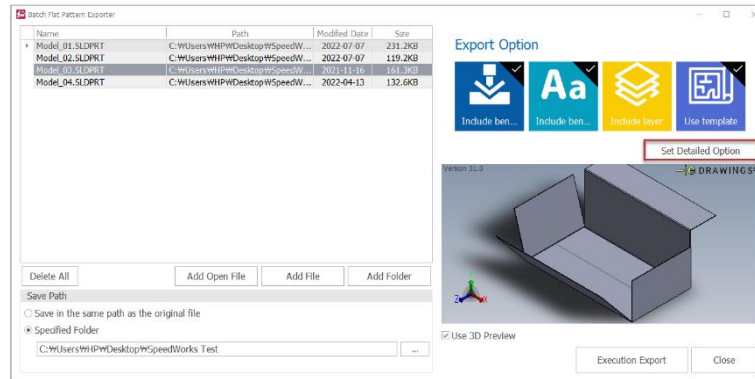 Batch Flat Pattern Exporter
Name Path Modified Date Size
Model_01.SLDPRT C:₩Users₩HP₩Desktop₩SpeedW... 2022-07-07 231.2KB
Model_02.SLDPRT C:₩Users₩HP₩Desktop₩SpeedW... 2022-07-07 119.2KB
Model_03.SLDPRT C:₩Users₩HP₩Desktop₩SpeedW... 2021-11-16 161.3KB
Model_04.SLDPRT C:₩Users₩HP₩Desktop₩SpeedW... 2022-04-13 132.6KB
Delete All Add Open File Add File Add Folder
Save Path
Save in the same path as the original file
Specified Folder
C:₩Users₩HP₩Desktop₩SpeedWorks Test ...
Export Option
Aa
Include ben... Include ben... Include layer Use template
Set Detailed Option
Version 31.0 DRAWINGS
Z X
Use 3D Preview
Execution Export Close